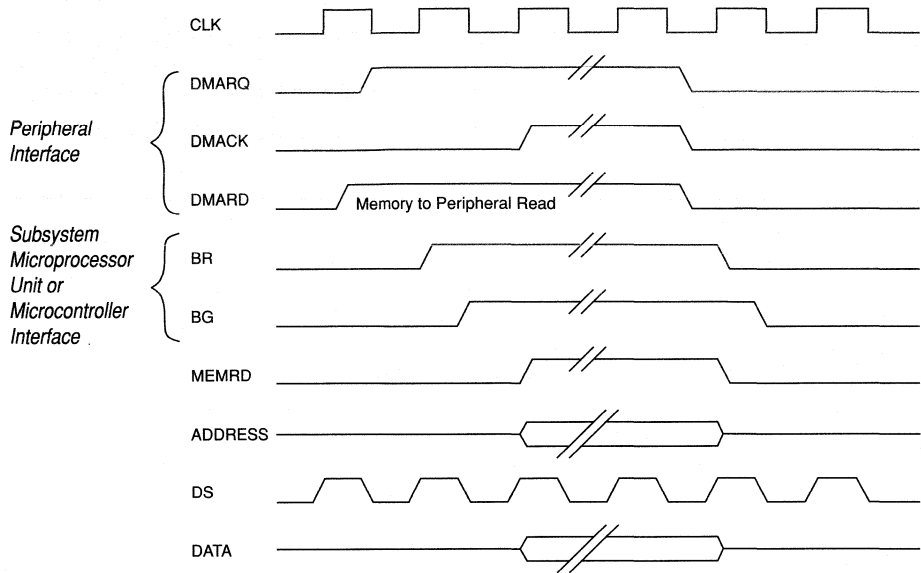 CLK
DMARQ
Peripheral
Interface
DMACK
DMARD
Memory to Peripheral Read
Subsystem
Microprocessor
Unit or
Microcontroller
Interface
BR
BG
MEMRD
ADDRESS
DS
DATA